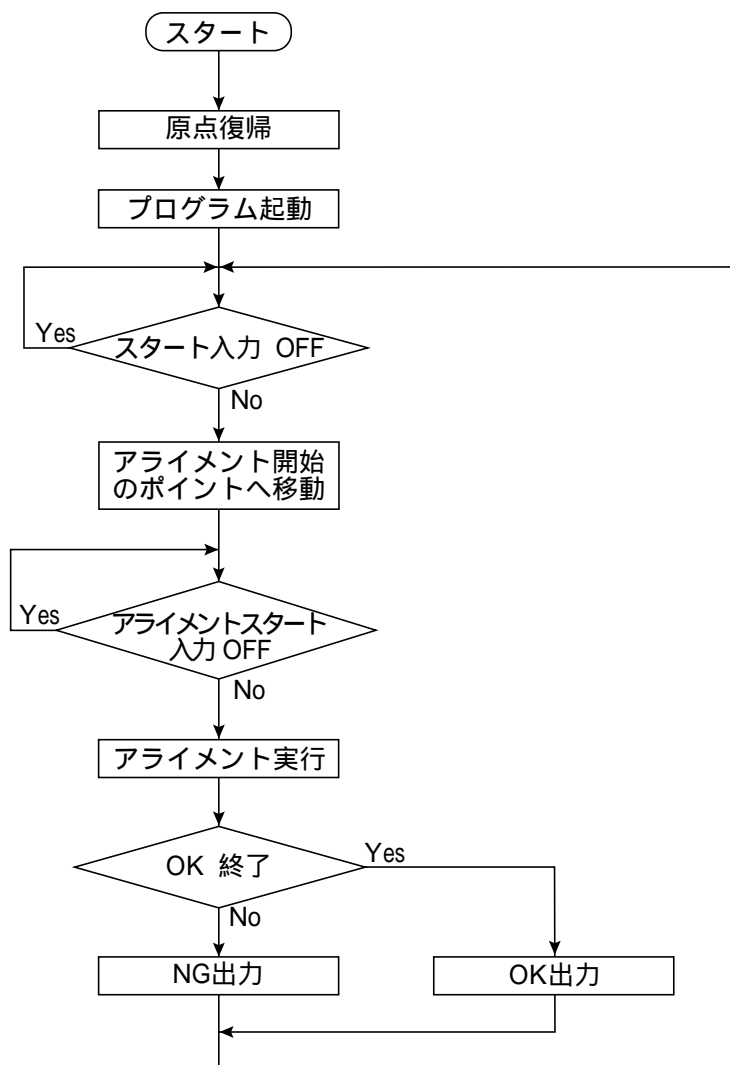 スタート
原点復帰
プログラム起動
Yes
スタート入力 OFF
No
アライメント開始
のポイントへ移動
Yes
アライメントスタート
入力 OFF
No
アライメント実行
OK 終了
Yes
No
NG出力
OK出力